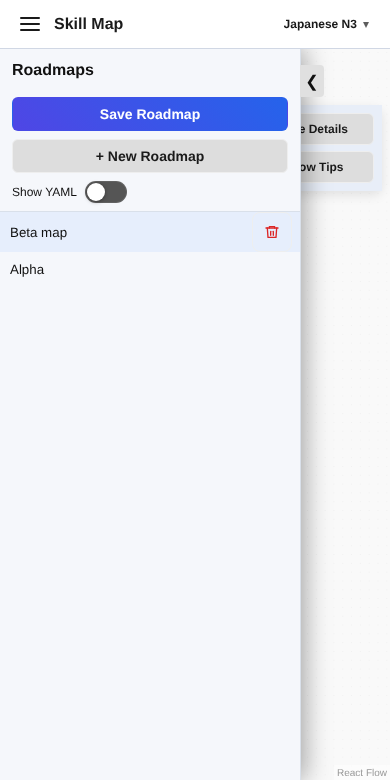 Skill Map
Japanese N3 ▼
Roadmaps
❮
Save Roadmap
e Details
+ New Roadmap
ow Tips
Show YAML
Beta map
Alpha
React Flow